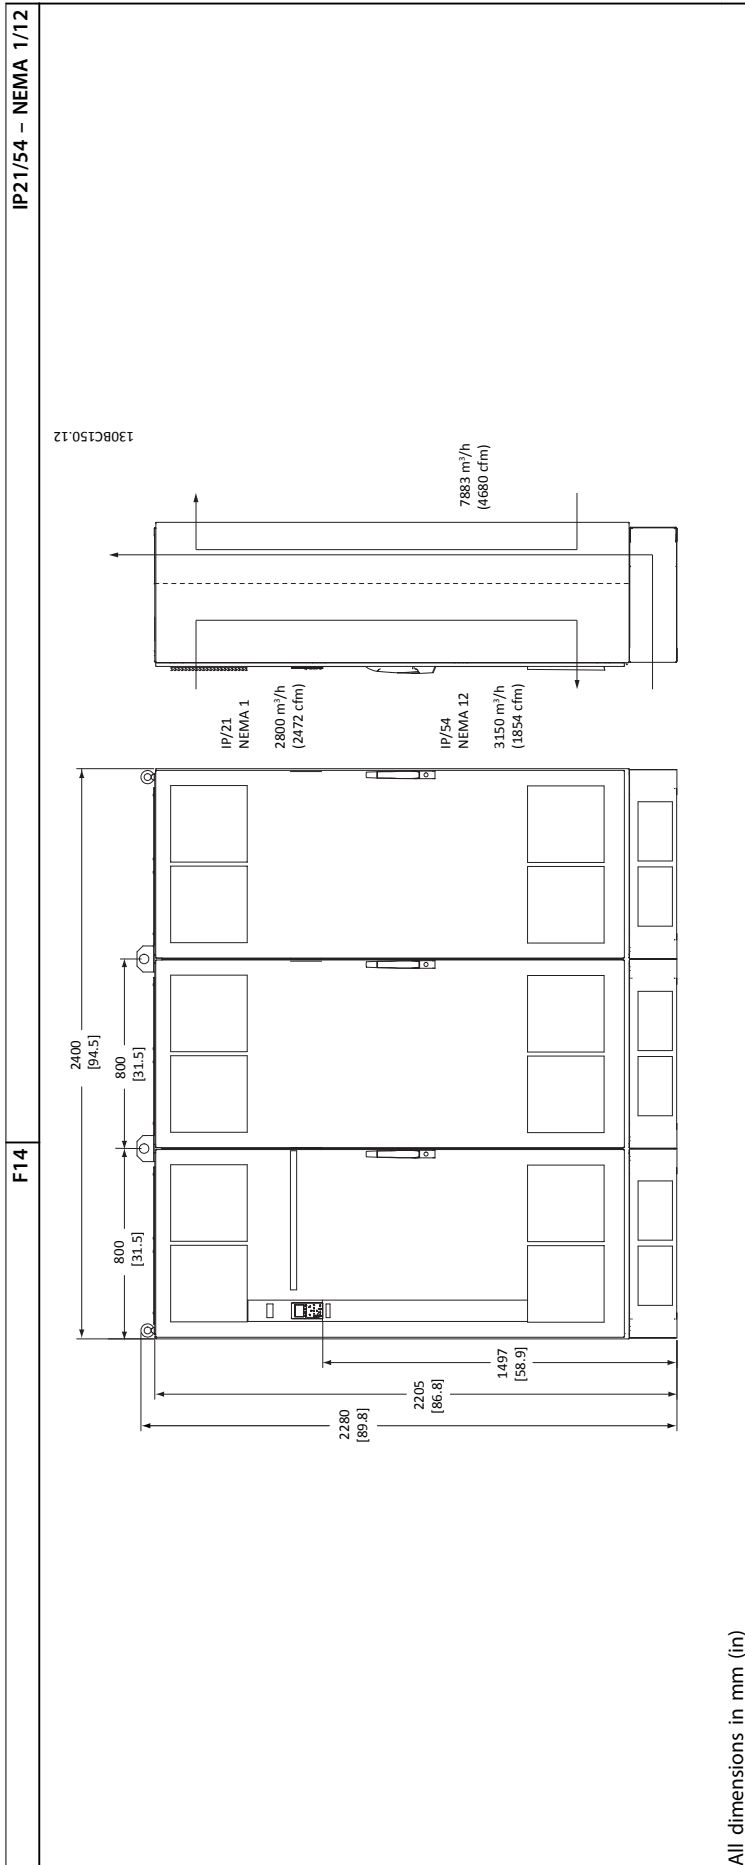 F14
IP21/54 – NEMA 1/12
130BC150.12
2400
[94.5]
800
[31.5]
800
[31.5]
2280
[89.8]
2205
[86.8]
1497
[58.9]
IP/21
NEMA 1
2800 m³/h
(2472 cfm)
IP/54
NEMA 12
3150 m³/h
(1854 cfm)
7883 m³/h
(4680 cfm)
All dimensions in mm (in)